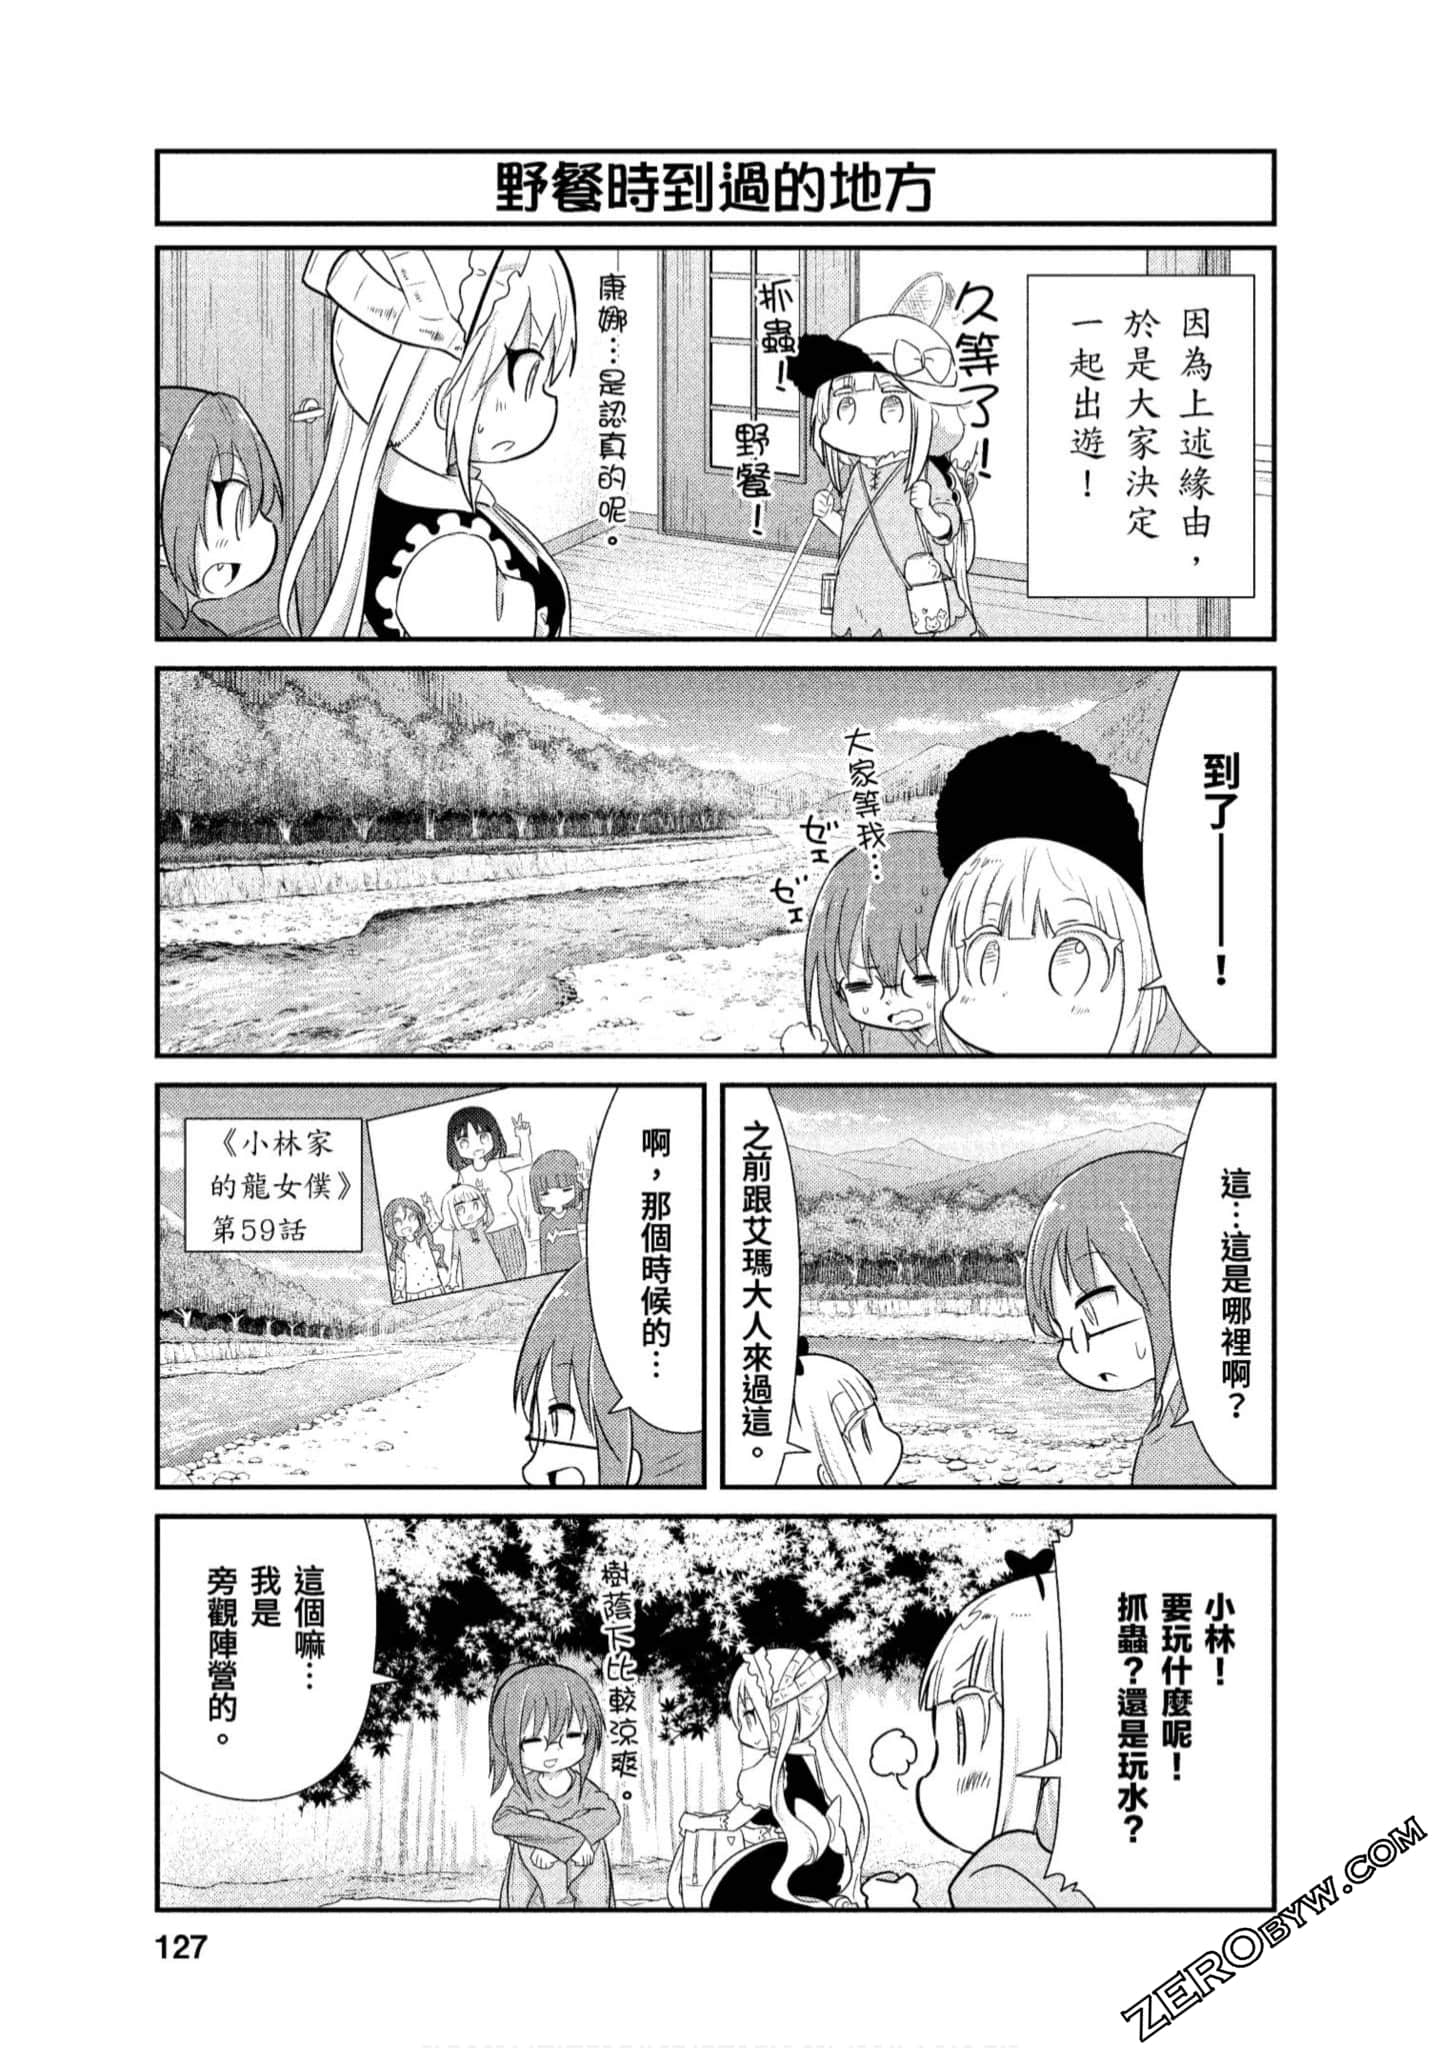 野餐時到過的地方
因為上述緣由，
於是大家決定
一起出遊！
久等了！
抓蟲！
野餐！
康娜…是認真的呢。
到了——！
大家等我…
ゼェ
ゼェ
這…這是哪裡啊？
之前跟艾瑪大人來過這。
啊，那個時候的…
《小林家
的龍女僕》
第59話
小林！
要玩什麼呢！
抓蟲？還是玩水？
樹蔭下比較涼爽。
這個嘛…
我是
旁觀陣營的。
127
ZEROBYW.COM